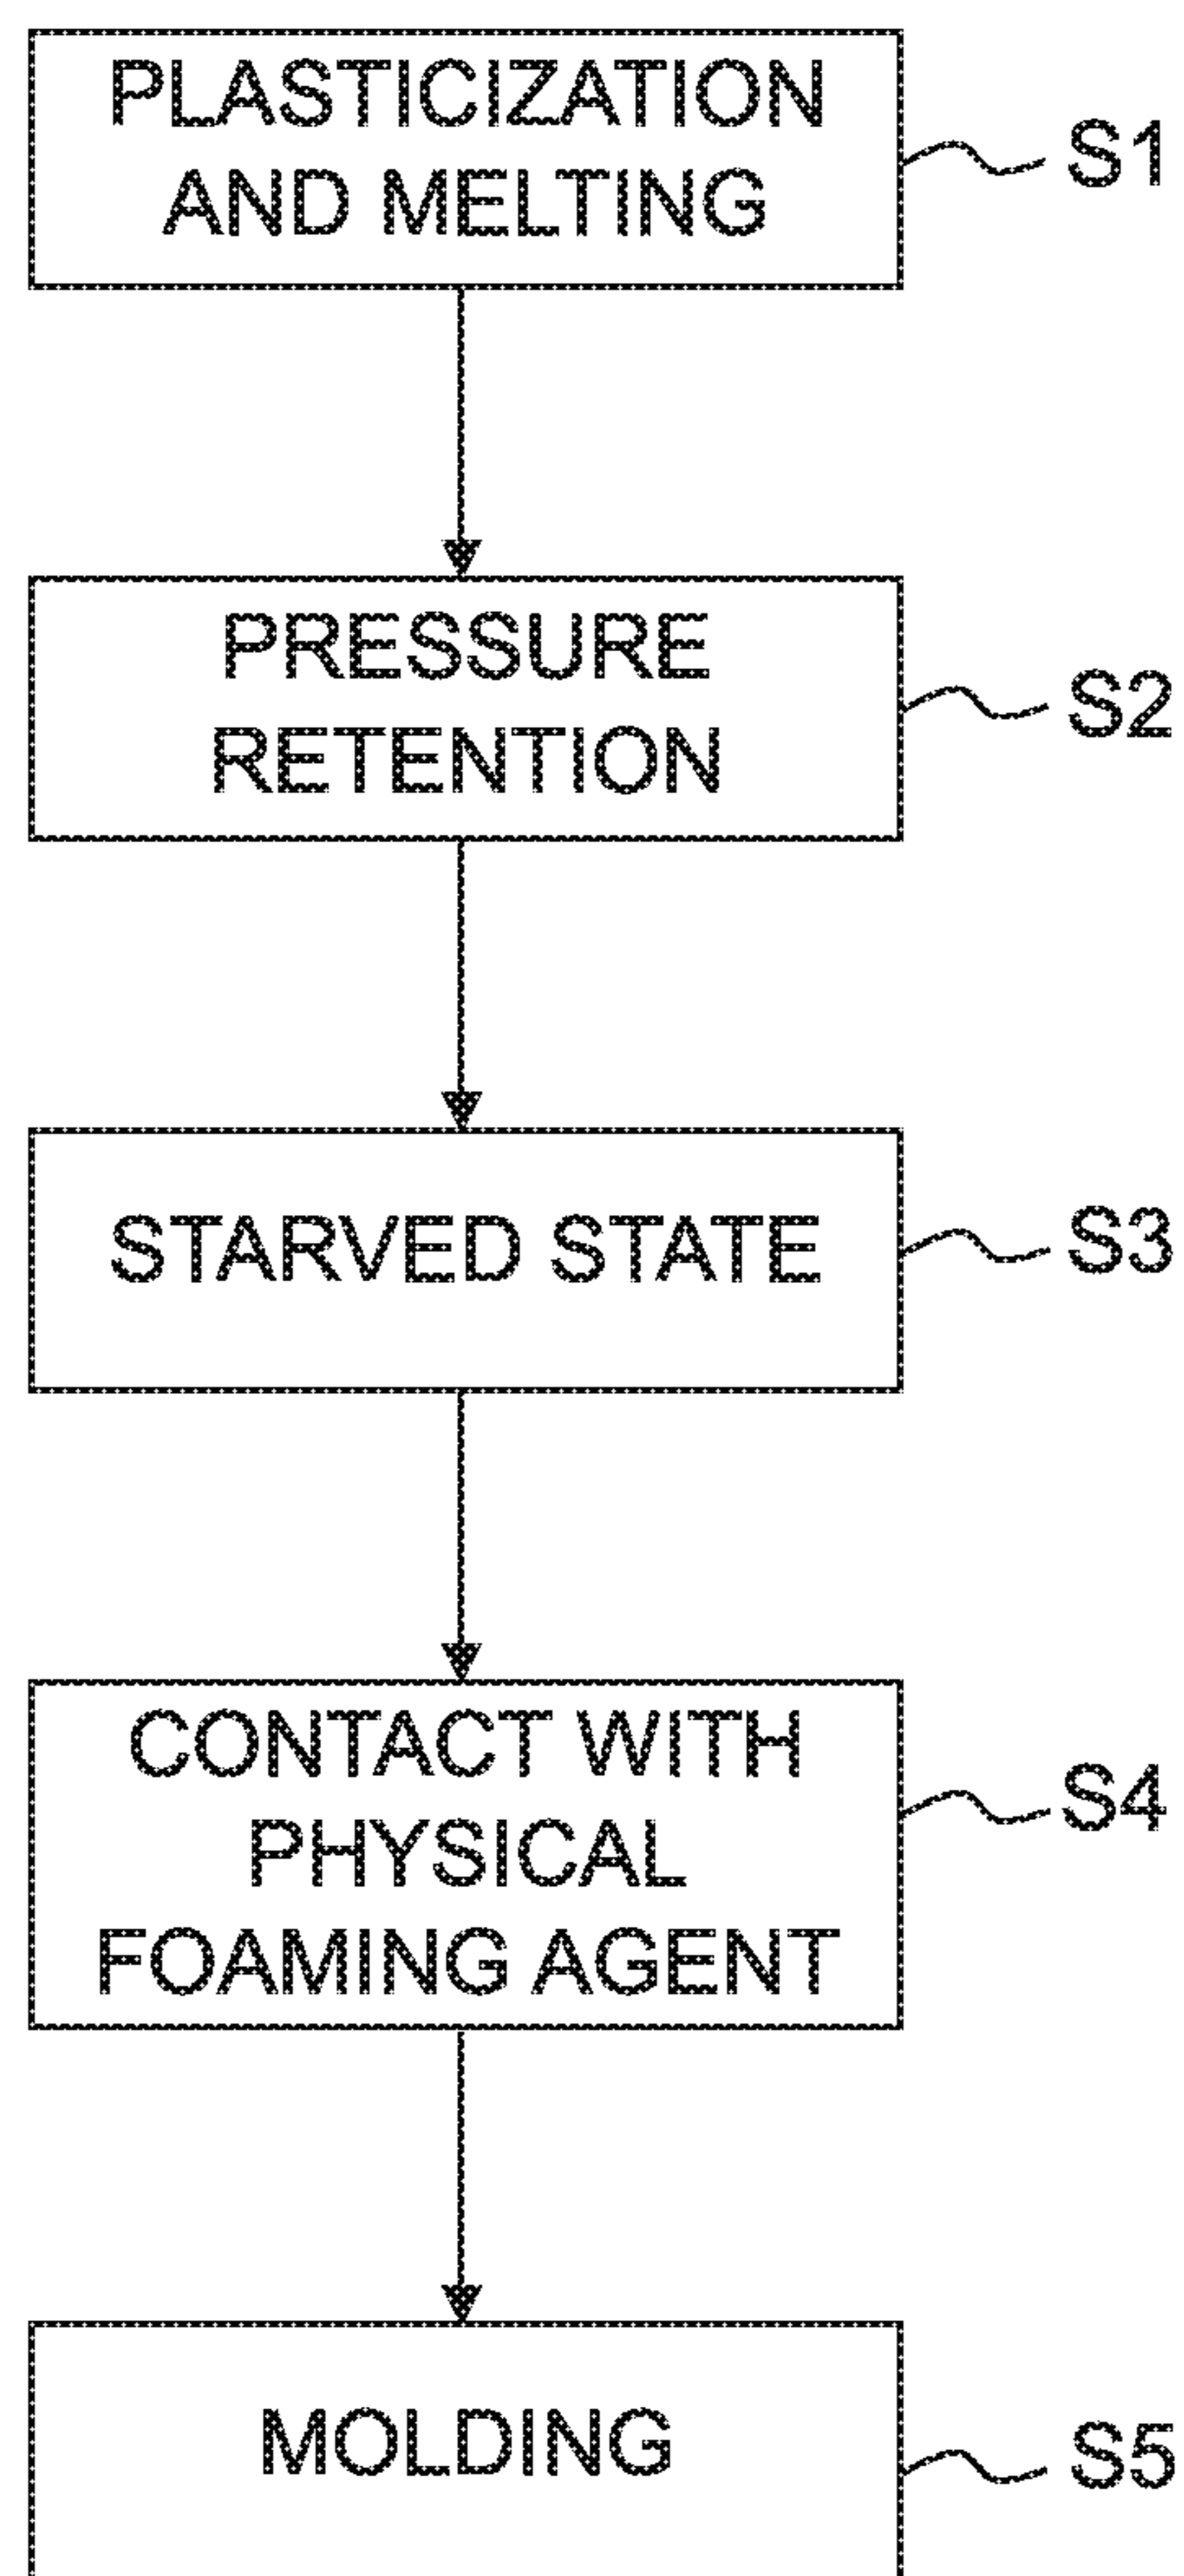 PLASTICIZATION
AND MELTING
S1
PRESSURE
RETENTION
S2
STARVED STATE
S3
CONTACT WITH
PHYSICAL
FOAMING AGENT
S4
MOLDING
S5